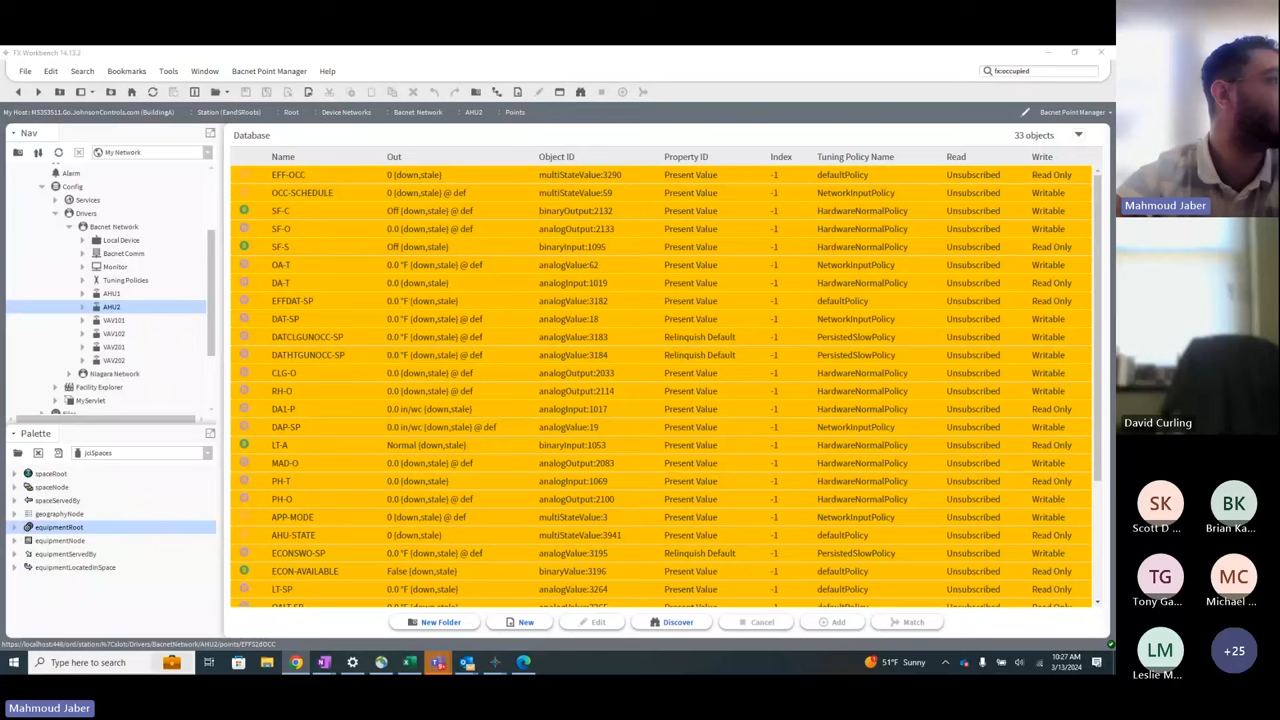 FX Workbench 14.13.2
File Edit Search Bookmarks Tools Window Bacnet Point Manager Help
fx:occupied
My Host : MS3S3511.Go.JohnsonControls.com (BuildingA) Station (EandSRoots) Root Device Networks Bacnet Network AHU2 Points
Bacnet Point Manager
Nav
My Network
Alarm
Config
Services
Drivers
Bacnet Network
Local Device
Bacnet Comm
Monitor
Tuning Policies
AHU1
AHU2
VAV101
VAV102
VAV201
VAV202
Niagara Network
Facility Explorer
MyServlet
Palette
jciSpaces
spaceRoot
spaceNode
spaceServedBy
geographyNode
equipmentRoot
equipmentNode
equipmentServedBy
equipmentLocatedInSpace
Database 33 objects
Name Out Object ID Property ID Index Tuning Policy Name Read Write
EFF-OCC 0 {down,stale} multiStateValue:3290 Present Value -1 defaultPolicy Unsubscribed Read Only
OCC-SCHEDULE 0 {down,stale} @ def multiStateValue:59 Present Value -1 NetworkInputPolicy Unsubscribed Writable
SF-C Off {down,stale} @ def binaryOutput:2132 Present Value -1 HardwareNormalPolicy Unsubscribed Writable
SF-O 0.0 {down,stale} @ def analogOutput:2133 Present Value -1 HardwareNormalPolicy Unsubscribed Writable
SF-S Off {down,stale} binaryInput:1095 Present Value -1 HardwareNormalPolicy Unsubscribed Read Only
OA-T 0.0 °F {down,stale} @ def analogValue:62 Present Value -1 NetworkInputPolicy Unsubscribed Writable
DA-T 0.0 °F {down,stale} analogInput:1019 Present Value -1 HardwareNormalPolicy Unsubscribed Read Only
EFFDAT-SP 0.0 °F {down,stale} analogValue:3182 Present Value -1 defaultPolicy Unsubscribed Read Only
DAT-SP 0.0 °F {down,stale} @ def analogValue:18 Present Value -1 NetworkInputPolicy Unsubscribed Writable
DATCLGUNOCC-SP 0.0 °F {down,stale} @ def analogValue:3183 Relinquish Default -1 PersistedSlowPolicy Unsubscribed Writable
DATHTGUNOCC-SP 0.0 °F {down,stale} @ def analogValue:3184 Relinquish Default -1 PersistedSlowPolicy Unsubscribed Writable
CLG-O 0.0 {down,stale} @ def analogOutput:2033 Present Value -1 HardwareNormalPolicy Unsubscribed Writable
RH-O 0.0 {down,stale} @ def analogOutput:2114 Present Value -1 HardwareNormalPolicy Unsubscribed Writable
DA1-P 0.0 in/wc {down,stale} analogInput:1017 Present Value -1 HardwareNormalPolicy Unsubscribed Read Only
DAP-SP 0.0 in/wc {down,stale} @ def analogValue:19 Present Value -1 NetworkInputPolicy Unsubscribed Writable
LT-A Normal {down,stale} binaryInput:1053 Present Value -1 HardwareNormalPolicy Unsubscribed Read Only
MAD-O 0.0 {down,stale} @ def analogOutput:2083 Present Value -1 HardwareNormalPolicy Unsubscribed Writable
PH-T 0.0 °F {down,stale} analogInput:1069 Present Value -1 HardwareNormalPolicy Unsubscribed Read Only
PH-O 0.0 {down,stale} @ def analogOutput:2100 Present Value -1 HardwareNormalPolicy Unsubscribed Writable
APP-MODE 0 {down,stale} @ def multiStateValue:3 Present Value -1 NetworkInputPolicy Unsubscribed Writable
AHU-STATE 0 {down,stale} multiStateValue:3941 Present Value -1 defaultPolicy Unsubscribed Read Only
ECONSWO-SP 0.0 °F {down,stale} @ def analogValue:3195 Relinquish Default -1 PersistedSlowPolicy Unsubscribed Writable
ECON-AVAILABLE False {down,stale} binaryValue:3196 Present Value -1 defaultPolicy Unsubscribed Read Only
LT-SP 0.0 °F {down,stale} analogValue:3264 Present Value -1 defaultPolicy Unsubscribed Read Only
New Folder New Edit Discover Cancel Add Match
Type here to search
51°F Sunny
10:27 AM
3/13/2024
Mahmoud Jaber
Mahmoud Jaber
David Curling
SK
Scott D ...
BK
Brian Ka...
TG
Tony Ga...
MC
Michael ...
LM
Leslie M...
+25